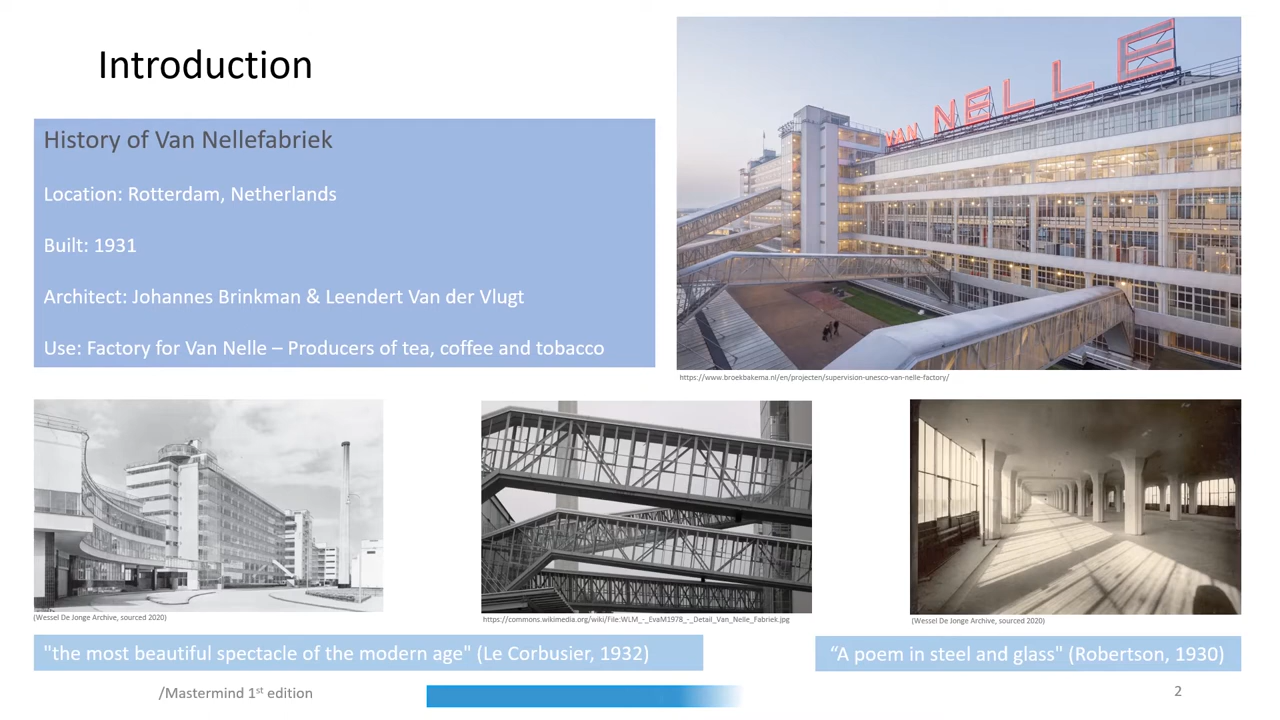 Introduction
History of Van Nellefabriek
Location: Rotterdam, Netherlands
Built: 1931
Architect: Johannes Brinkman & Leendert Van der Vlugt
Use: Factory for Van Nelle – Producers of tea, coffee and tobacco
VAN NELLE
https://www.broekbakema.nl/en/projecten/supervision-unesco-van-nelle-factory/
(Wessel De Jonge Archive, sourced 2020)
https://commons.wikimedia.org/wiki/File:WLM_-_EvaM1978_-_Detail_Van_Nelle_Fabriek.jpg
(Wessel De Jonge Archive, sourced 2020)
"the most beautiful spectacle of the modern age" (Le Corbusier, 1932)
“A poem in steel and glass" (Robertson, 1930)
/Mastermind 1st edition
2